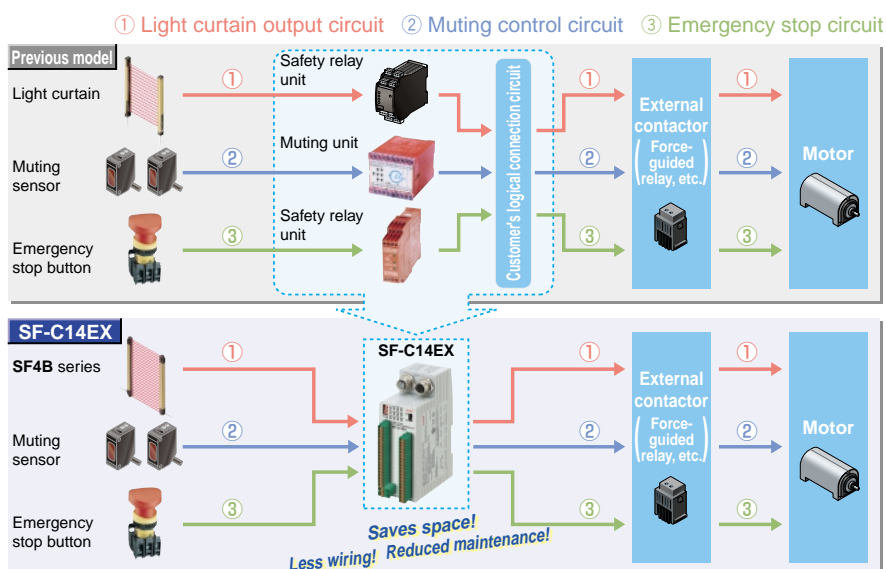 ① Light curtain output circuit ② Muting control circuit ③ Emergency stop circuit
Previous model
Light curtain
①
Safety relay
unit
①
①
Muting
sensor
②
Muting unit
②
②
Emergency
stop button
③
Safety relay
unit
③
③
Customer's logical connection circuit
External
contactor
(Force-
guided
relay, etc.)
Motor
SF-C14EX
SF4B series
①
SF-C14EX
①
①
Muting
sensor
②
②
②
Emergency
stop button
③
③
③
External
contactor
(Force-
guided
relay, etc.)
Motor
Saves space!
Less wiring! Reduced maintenance!